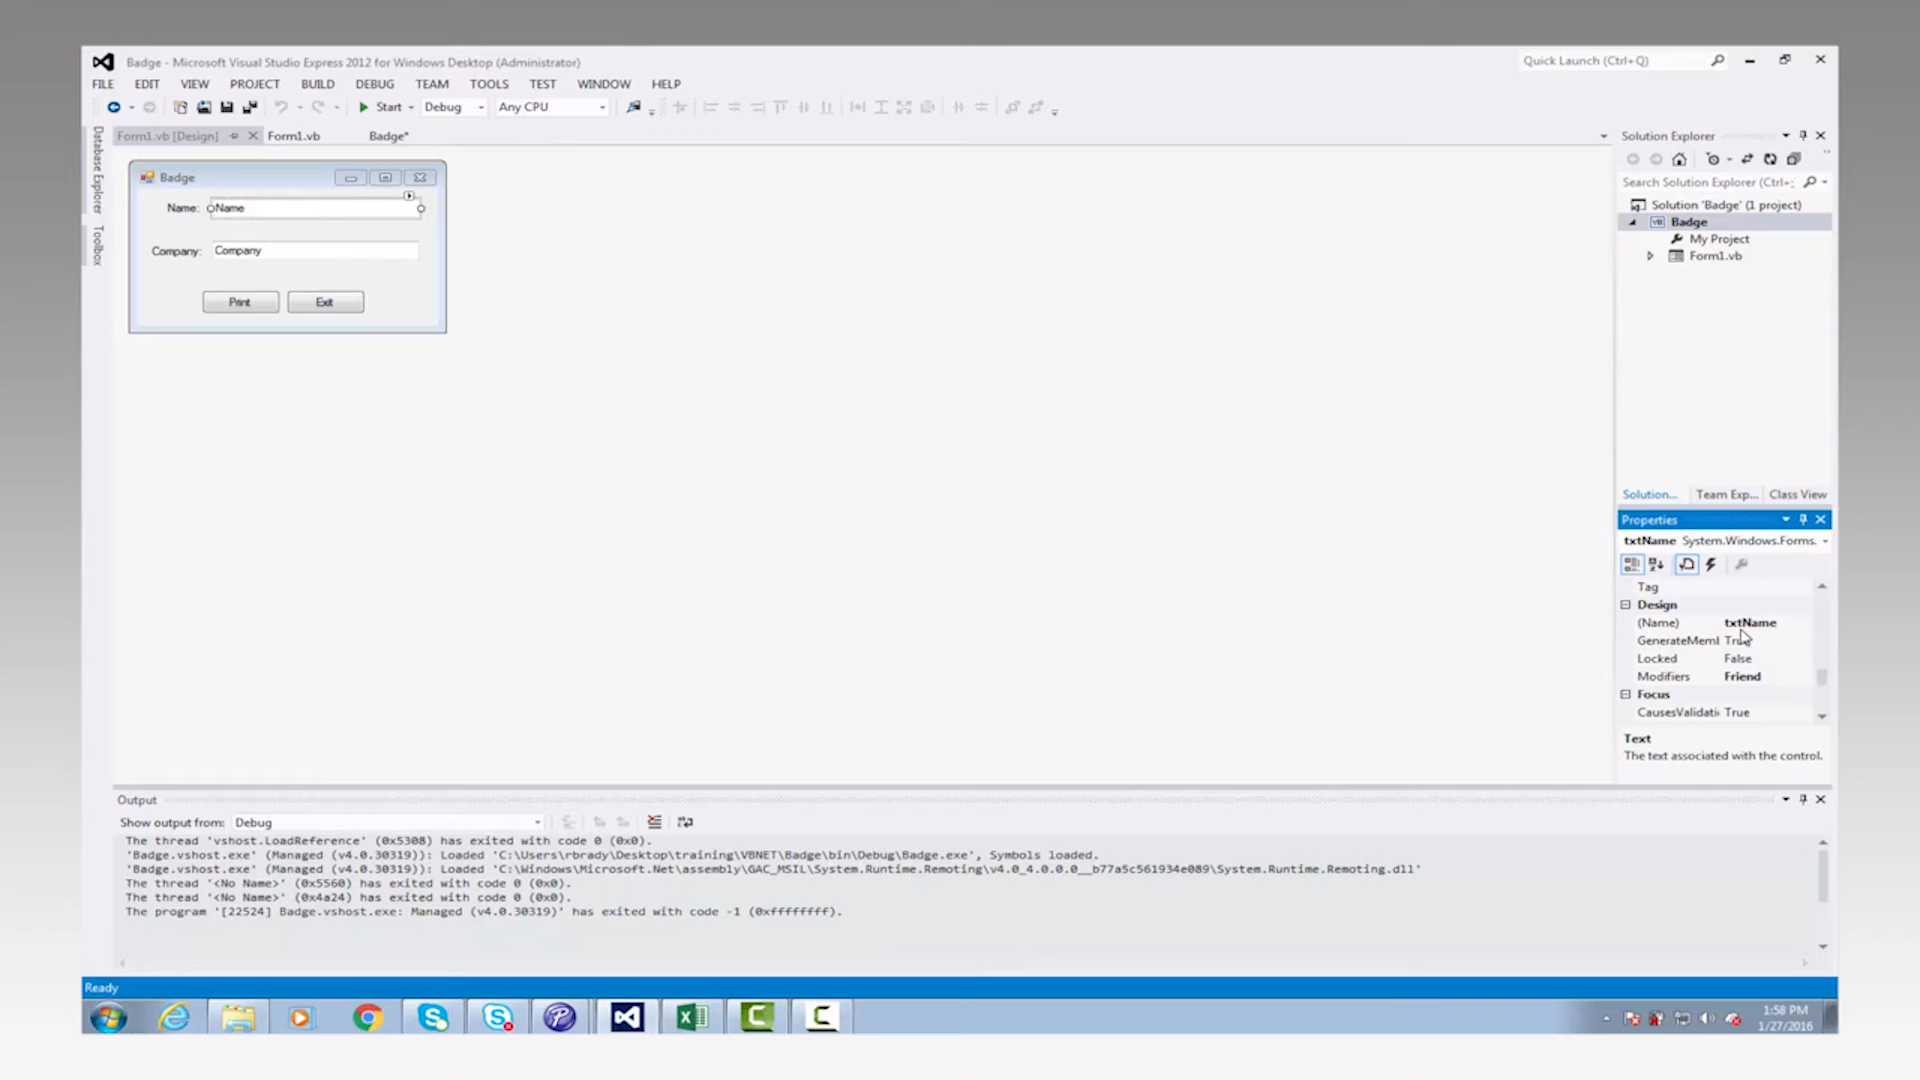 Badge - Microsoft Visual Studio Express 2012 for Windows Desktop (Administrator)
Quick Launch (Ctrl+Q)
FILE EDIT VIEW PROJECT BUILD DEBUG TEAM TOOLS TEST WINDOW HELP
Start Debug Any CPU
Form1.vb [Design] Form1.vb Badge*
Database Explorer
Toolbox
Badge
Name: Name
Company: Company
Print Exit
Solution Explorer
Search Solution Explorer (Ctrl+;
Solution 'Badge' (1 project)
Badge
My Project
Form1.vb
Solution... Team Exp... Class View
Properties
txtName System.Windows.Forms.
Tag
Design
(Name) txtName
GenerateMeml True
Locked False
Modifiers Friend
Focus
CausesValidati True
Text
The text associated with the control.
Output
Show output from: Debug
The thread 'vshost.LoadReference' (0x5308) has exited with code 0 (0x0).
'Badge.vshost.exe' (Managed (v4.0.30319)): Loaded 'C:\Users\rbrady\Desktop\training\VBNET\Badge\bin\Debug\Badge.exe', Symbols loaded.
'Badge.vshost.exe' (Managed (v4.0.30319)): Loaded 'C:\Windows\Microsoft.Net\assembly\GAC_MSIL\System.Runtime.Remoting\v4.0_4.0.0.0__b77a5c561934e089\System.Runtime.Remoting.dll'
The thread '<No Name>' (0x5560) has exited with code 0 (0x0).
The thread '<No Name>' (0x4a24) has exited with code 0 (0x0).
The program '[22524] Badge.vshost.exe: Managed (v4.0.30319)' has exited with code -1 (0xffffffff).
Ready
1:58 PM
1/27/2016